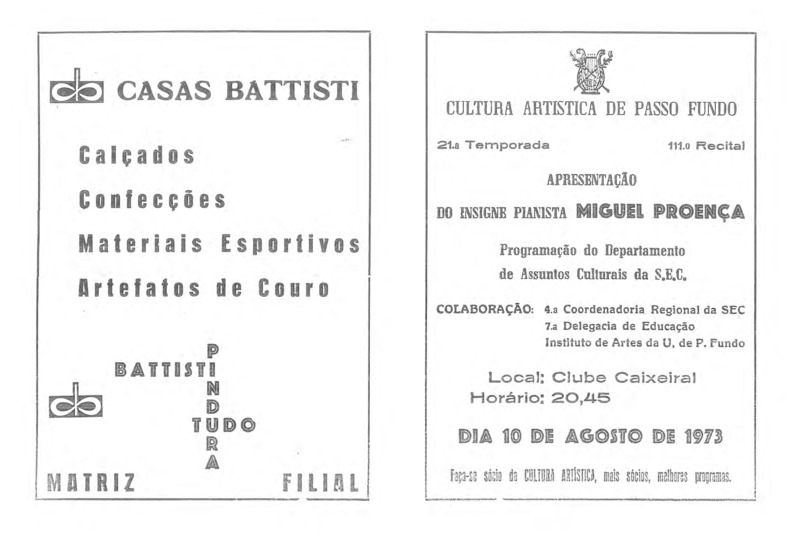 CASAS BATTISTI
Calçados
Confecções
Materiais Esportivos
Artefatos de Couro
BATTISTI
PINDURA
TUDO
MATRIZ FILIAL
CULTURA ARTISTICA DE PASSO FUNDO
21.a Temporada 111.o Recital
APRESENTAÇÃO
DO INSIGNE PIANISTA MIGUEL PROENÇA
Programação do Departamento
de Assuntos Culturais da S.E.C.
COLABORAÇÃO: 4.a Coordenadoria Regional da SEC
7.a Delegacia de Educação
Instituto de Artes da U. de P. Fundo
Local: Clube Caixeiral
Horário: 20,45
DIA 10 DE AGOSTO DE 1973
Faça-se sócio da CULTURA ARTÍSTICA, mais sócios, melhores programas.